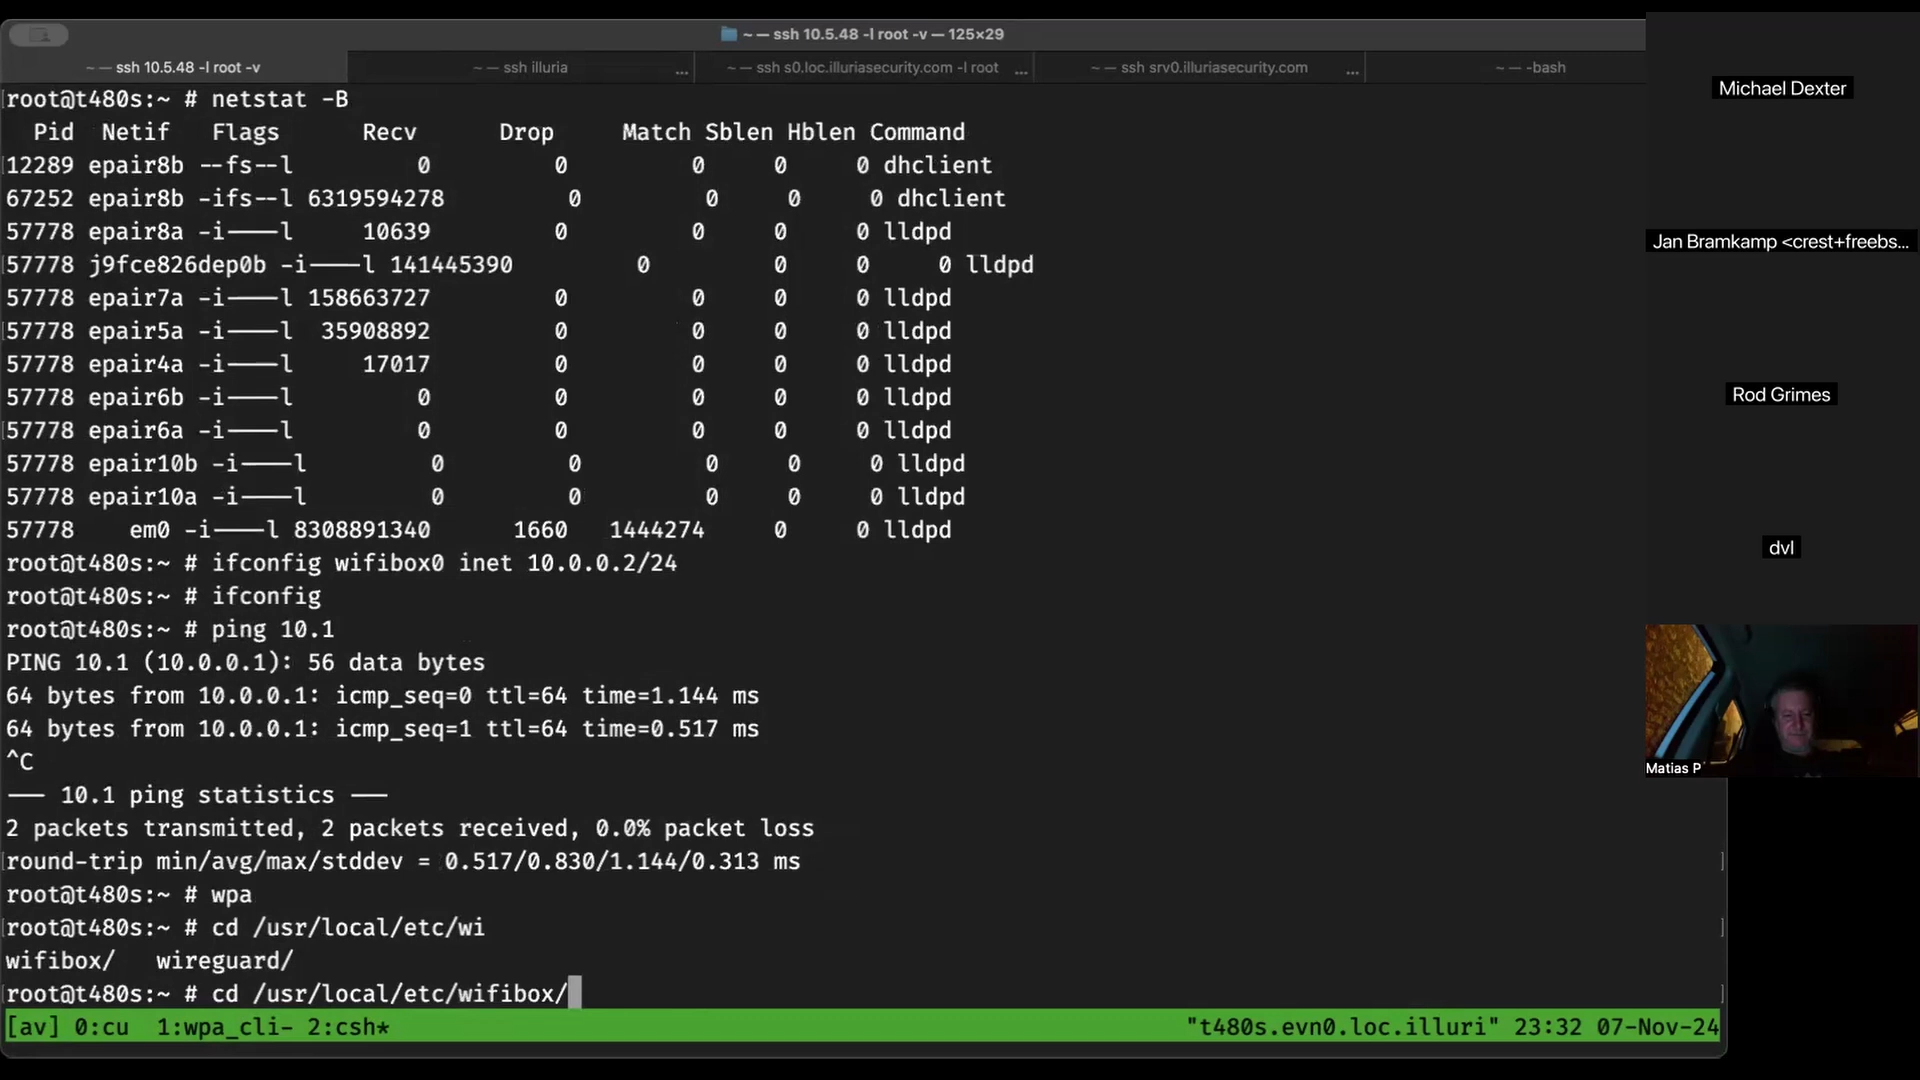 ~ — ssh 10.5.48 -l root -v — 125×29
~ — ssh 10.5.48 -l root -v
~ — ssh illuria ...
~ — ssh s0.loc.illuriasecurity.com -l root ...
~ — ssh srv0.illuriasecurity.com ...
~ — -bash
root@t480s:~ # netstat -B
  Pid  Netif   Flags      Recv      Drop     Match Sblen Hblen Command
12289 epair8b --fs--l         0         0         0     0     0 dhclient
67252 epair8b -ifs--l 6319594278         0         0     0     0 dhclient
57778 epair8a -i----l     10639         0         0     0     0 lldpd
57778 j9fce826dep0b -i----l 141445390         0         0     0     0 lldpd
57778 epair7a -i----l 158663727         0         0     0     0 lldpd
57778 epair5a -i----l  35908892         0         0     0     0 lldpd
57778 epair4a -i----l     17017         0         0     0     0 lldpd
57778 epair6b -i----l         0         0         0     0     0 lldpd
57778 epair6a -i----l         0         0         0     0     0 lldpd
57778 epair10b -i----l         0         0         0     0     0 lldpd
57778 epair10a -i----l         0         0         0     0     0 lldpd
57778    em0 -i----l 8308891340      1660   1444274     0     0 lldpd
root@t480s:~ # ifconfig wifibox0 inet 10.0.0.2/24
root@t480s:~ # ifconfig
root@t480s:~ # ping 10.1
PING 10.1 (10.0.0.1): 56 data bytes
64 bytes from 10.0.0.1: icmp_seq=0 ttl=64 time=1.144 ms
64 bytes from 10.0.0.1: icmp_seq=1 ttl=64 time=0.517 ms
^C
--- 10.1 ping statistics ---
2 packets transmitted, 2 packets received, 0.0% packet loss
round-trip min/avg/max/stddev = 0.517/0.830/1.144/0.313 ms
root@t480s:~ # wpa
root@t480s:~ # cd /usr/local/etc/wi
wifibox/   wireguard/
root@t480s:~ # cd /usr/local/etc/wifibox/
[av] 0:cu  1:wpa_cli- 2:csh*  "t480s.evn0.loc.illuri" 23:32 07-Nov-24
Michael Dexter
Jan Bramkamp <crest+freebs...
Rod Grimes
dvl
Matias P